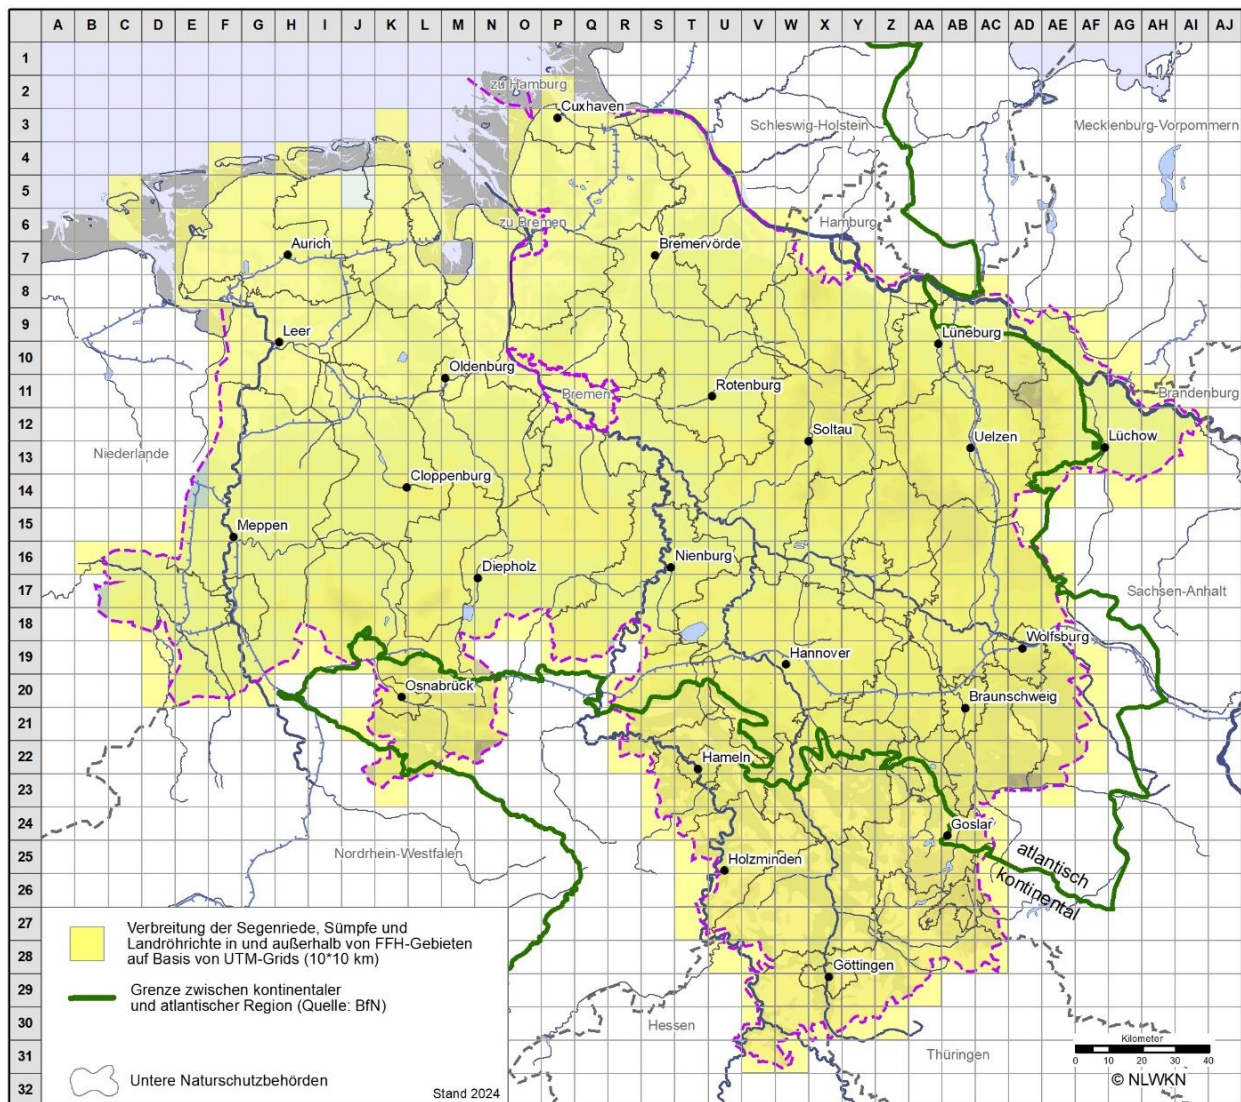 A B C D E F G H I J K L M N O P Q R S T U V W X Y Z AA AB AC AD AE AF AG AH AI AJ
1
2
3
4
5
6
7
8
9
10
11
12
13
14
15
16
17
18
19
20
21
22
23
24
25
26
27
28
29
30
31
32
zu Hamburg
Cuxhaven
Schleswig-Holstein
Mecklenburg-Vorpommern
zu Bremen
Hamburg
Aurich
Bremervörde
Leer
Lüneburg
Oldenburg
Bremen
Rotenburg
Brandenburg
Niederlande
Soltau
Uelzen
Lüchow
Cloppenburg
Meppen
Diepholz
Nienburg
Sachsen-Anhalt
Wolfsburg
Hannover
Osnabrück
Braunschweig
Hameln
Goslar
Nordrhein-Westfalen
Holzminden
atlantisch
kontinental
Göttingen
Hessen
Thüringen
Verbreitung der Segenriede, Sümpfe und
Landröhrichte in und außerhalb von FFH-Gebieten
auf Basis von UTM-Grids (10*10 km)
Grenze zwischen kontinentaler
und atlantischer Region (Quelle: BfN)
Untere Naturschutzbehörden
Stand 2024
Kilometer
0 10 20 30 40
© NLWKN